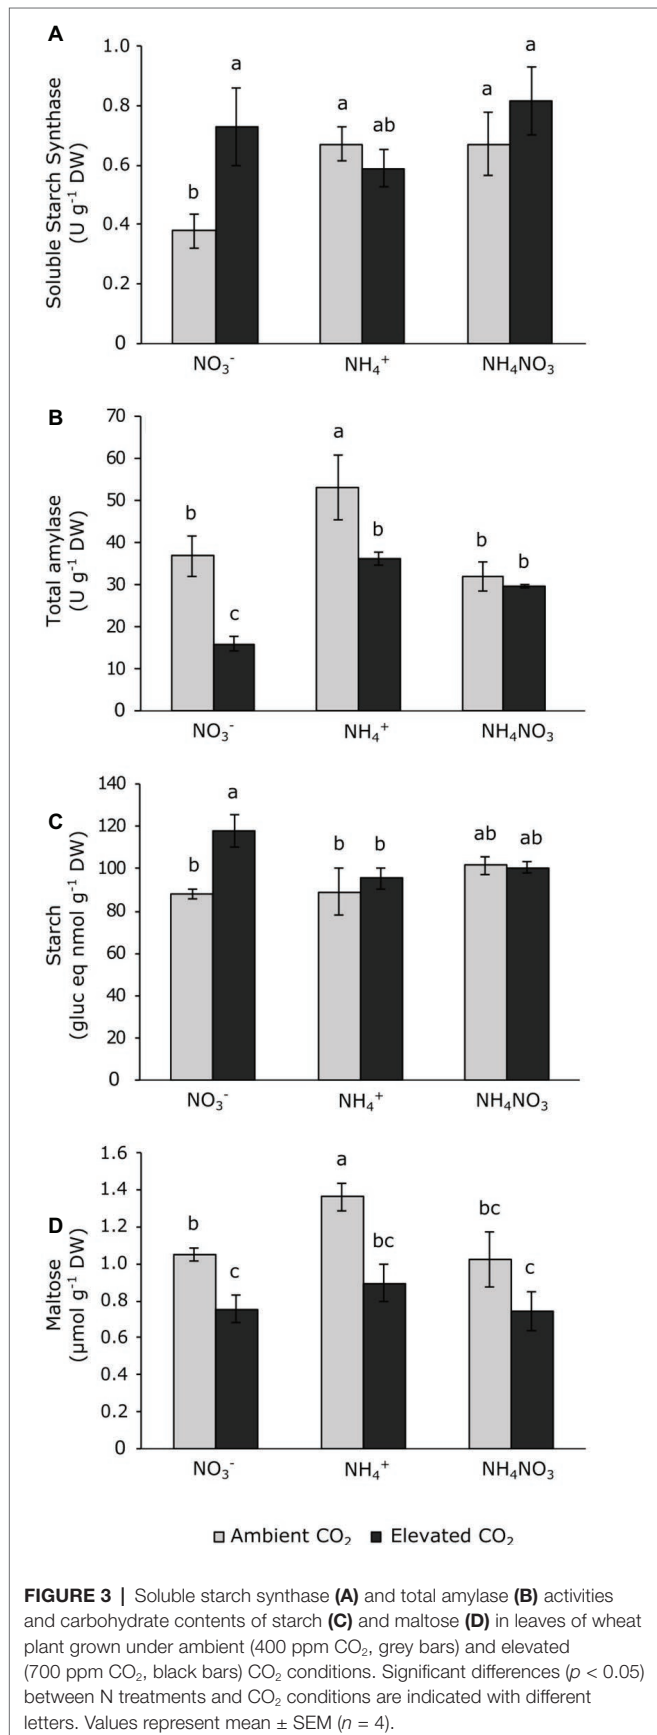 A
Soluble Starch Synthase
(U g⁻¹ DW)
1.0
0.8
0.6
0.4
0.2
0
b
a
a
ab
a
a
NO₃⁻
NH₄⁺
NH₄NO₃
B
Total amylase
(U g⁻¹ DW)
70
60
50
40
30
20
10
0
b
c
a
b
b
b
NO₃⁻
NH₄⁺
NH₄NO₃
C
Starch
(gluc eq nmol g⁻¹ DW)
140
120
100
80
60
40
20
0
b
a
b
b
ab
ab
NO₃⁻
NH₄⁺
NH₄NO₃
D
Maltose
(µmol g⁻¹ DW)
1.6
1.4
1.2
1.0
0.8
0.6
0.4
0.2
0
b
c
a
bc
bc
c
NO₃⁻
NH₄⁺
NH₄NO₃
Ambient CO₂ Elevated CO₂
FIGURE 3 | Soluble starch synthase (A) and total amylase (B) activities
and carbohydrate contents of starch (C) and maltose (D) in leaves of wheat
plant grown under ambient (400 ppm CO₂, grey bars) and elevated
(700 ppm CO₂, black bars) CO₂ conditions. Significant differences (p < 0.05)
between N treatments and CO₂ conditions are indicated with different
letters. Values represent mean ± SEM (n = 4).